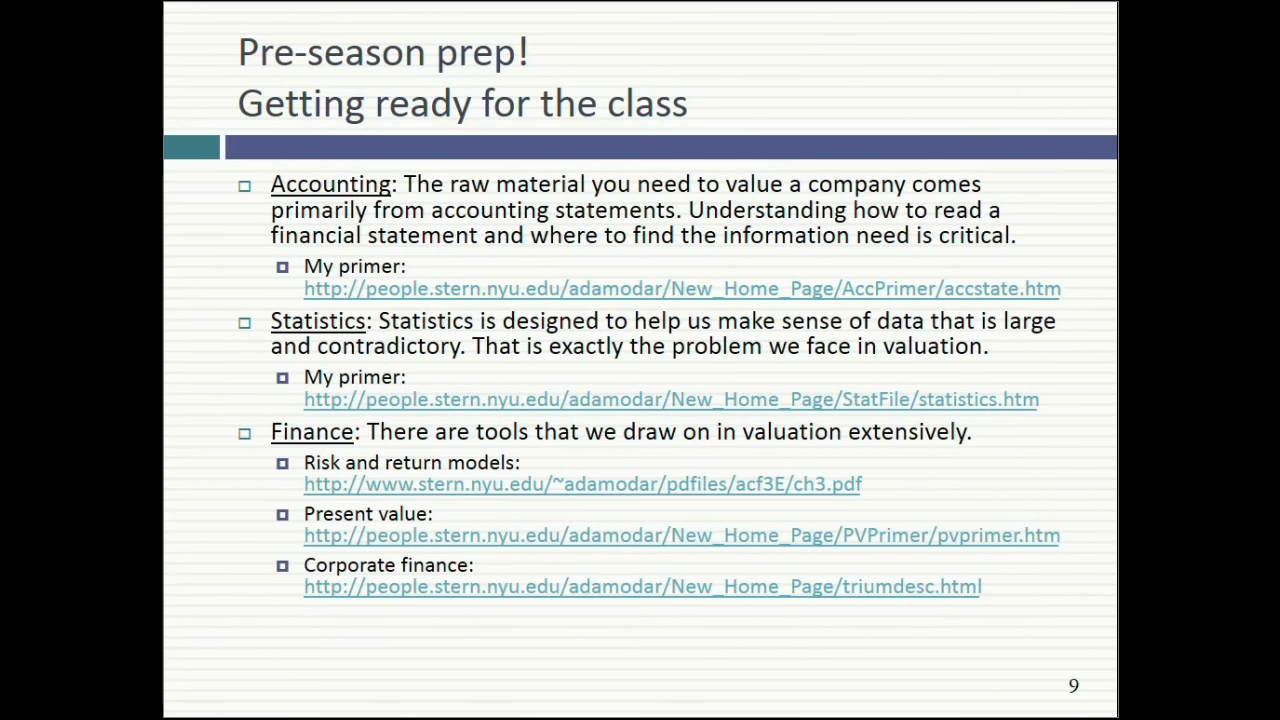 Pre-season prep!
Getting ready for the class
Accounting: The raw material you need to value a company comes
primarily from accounting statements. Understanding how to read a
financial statement and where to find the information need is critical.
My primer:
http://people.stern.nyu.edu/adamodar/New_Home_Page/AccPrimer/accstate.htm
Statistics: Statistics is designed to help us make sense of data that is large
and contradictory. That is exactly the problem we face in valuation.
My primer:
http://people.stern.nyu.edu/adamodar/New_Home_Page/StatFile/statistics.htm
Finance: There are tools that we draw on in valuation extensively.
Risk and return models:
http://www.stern.nyu.edu/~adamodar/pdfiles/acf3E/ch3.pdf
Present value:
http://people.stern.nyu.edu/adamodar/New_Home_Page/PVPrimer/pvprimer.htm
Corporate finance:
http://people.stern.nyu.edu/adamodar/New_Home_Page/triumdesc.html
9